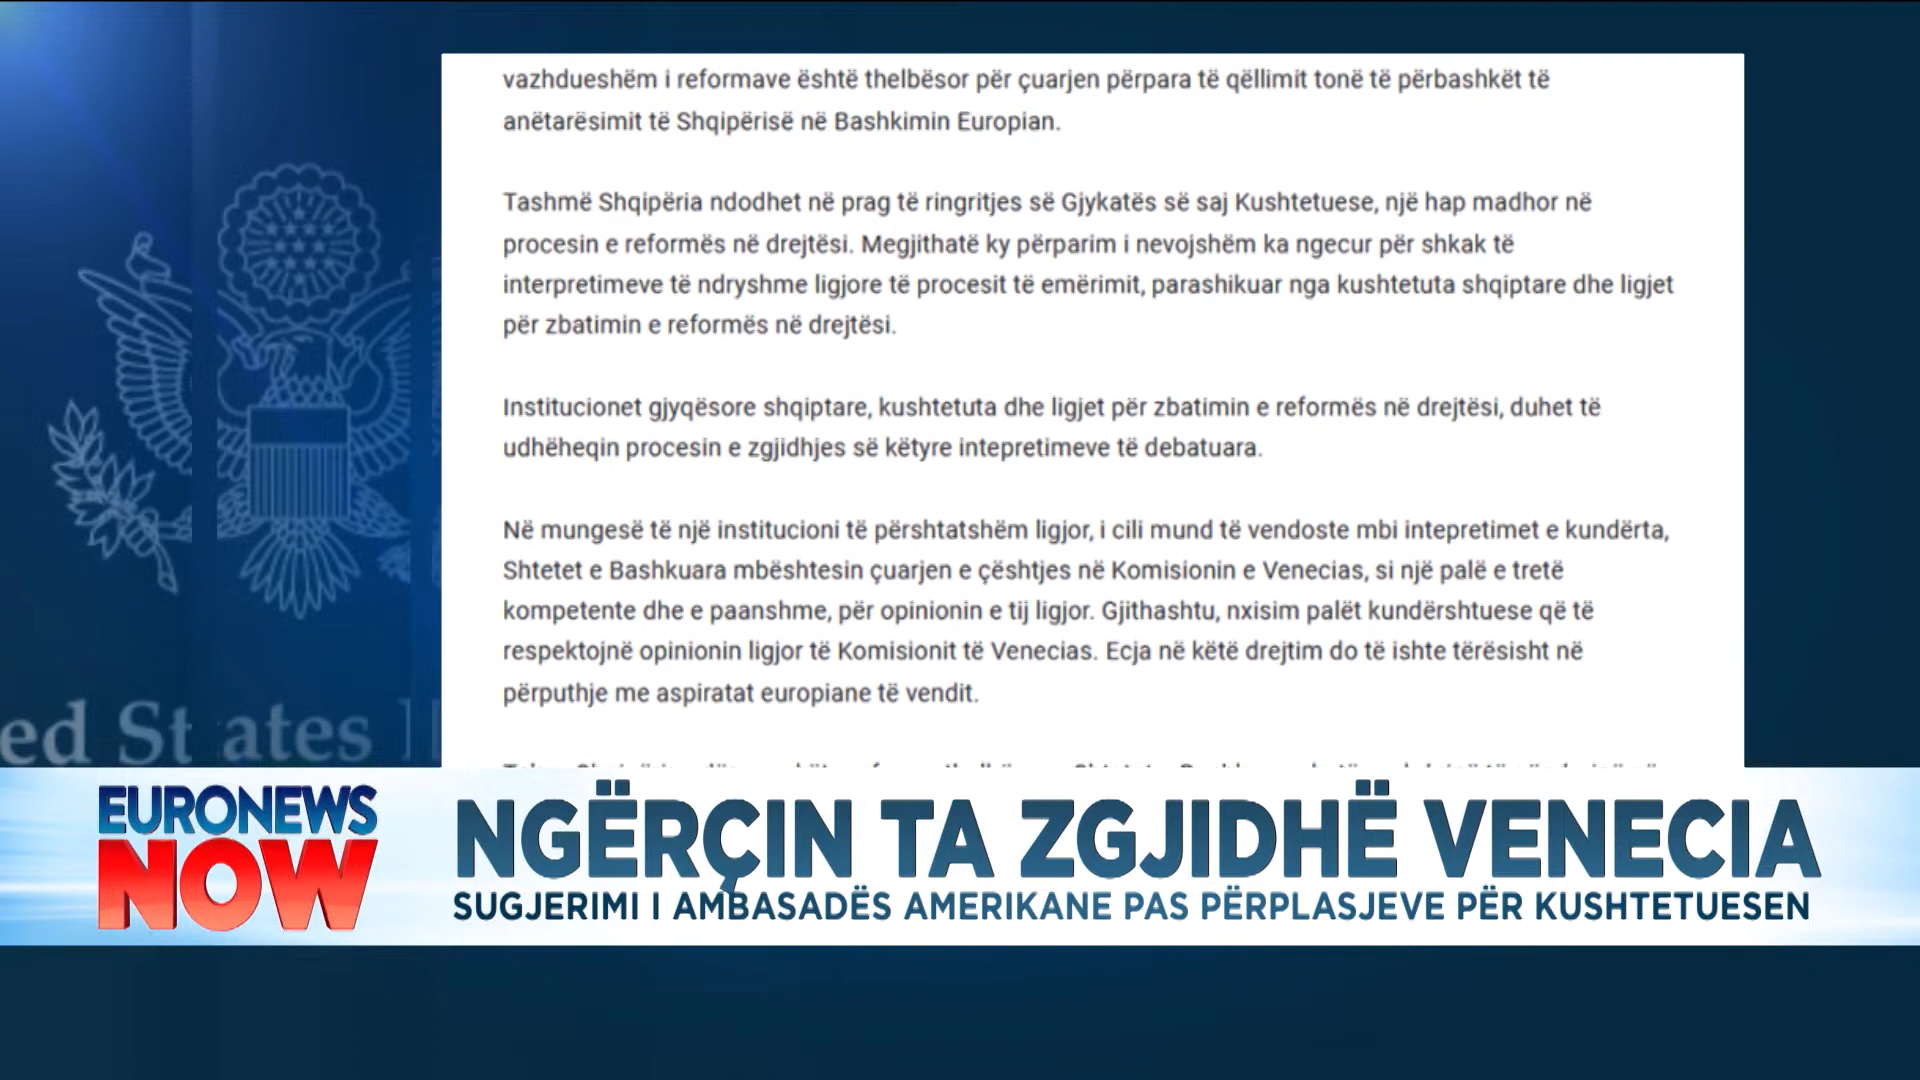 vazhdueshëm i reformave është thelbësor për çuarjen përpara të qëllimit tonë të përbashkët të
anëtarësimit të Shqipërisë në Bashkimin Europian.
Tashmë Shqipëria ndodhet në prag të ringritjes së Gjykatës së saj Kushtetuese, një hap madhor në
procesin e reformës në drejtësi. Megjithatë ky përparim i nevojshëm ka ngecur për shkak të
interpretimeve të ndryshme ligjore të procesit të emërimit, parashikuar nga kushtetuta shqiptare dhe ligjet
për zbatimin e reformës në drejtësi.
Institucionet gjyqësore shqiptare, kushtetuta dhe ligjet për zbatimin e reformës në drejtësi, duhet të
udhëheqin procesin e zgjidhjes së këtyre intepretimeve të debatuara.
Në mungesë të një institucioni të përshtatshëm ligjor, i cili mund të vendoste mbi intepretimet e kundërta,
Shtetet e Bashkuara mbështesin çuarjen e çështjes në Komisionin e Venecias, si një palë e tretë
kompetente dhe e paanshme, për opinionin e tij ligjor. Gjithashtu, nxisim palët kundërshtuese që të
respektojnë opinionin ligjor të Komisionit të Venecias. Ecja në këtë drejtim do të ishte tërësisht në
përputhje me aspiratat europiane të vendit.
ed States
EURONEWS
NOW
NGËRÇIN TA ZGJIDHË VENECIA
SUGJERIMI I AMBASADËS AMERIKANE PAS PËRPLASJEVE PËR KUSHTETUESEN